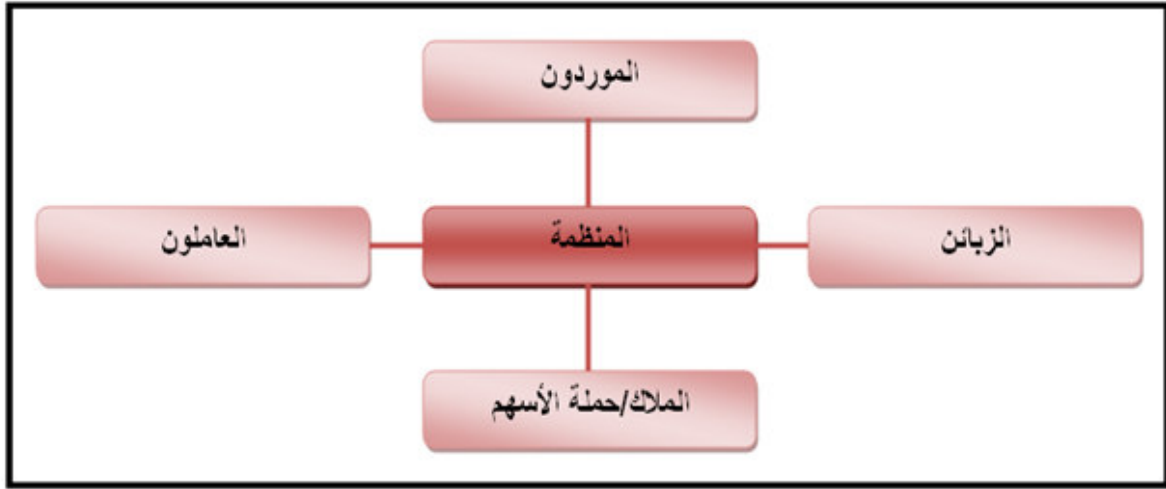 الموردون
الزبائن
المنظمة
العاملون
الملاك/حملة الأسهم